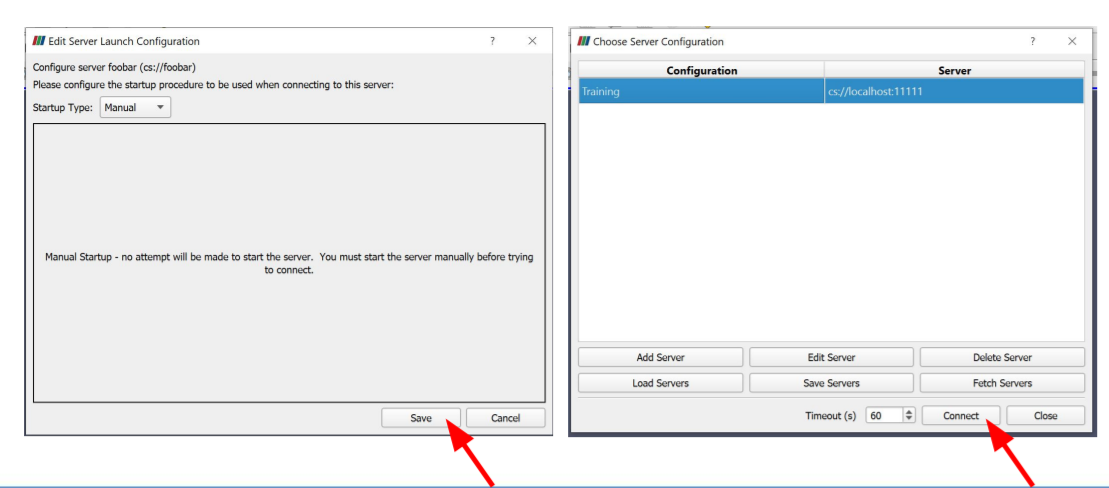 Edit Server Launch Configuration ? ×
Configure server foobar (cs://foobar)
Please configure the startup procedure to be used when connecting to this server:
Startup Type: Manual
Manual Startup - no attempt will be made to start the server. You must start the server manually before trying
to connect.
Save Cancel
Choose Server Configuration ? ×
Configuration Server
Training cs://localhost:11111
Add Server Edit Server Delete Server
Load Servers Save Servers Fetch Servers
Timeout (s) 60 Connect Close